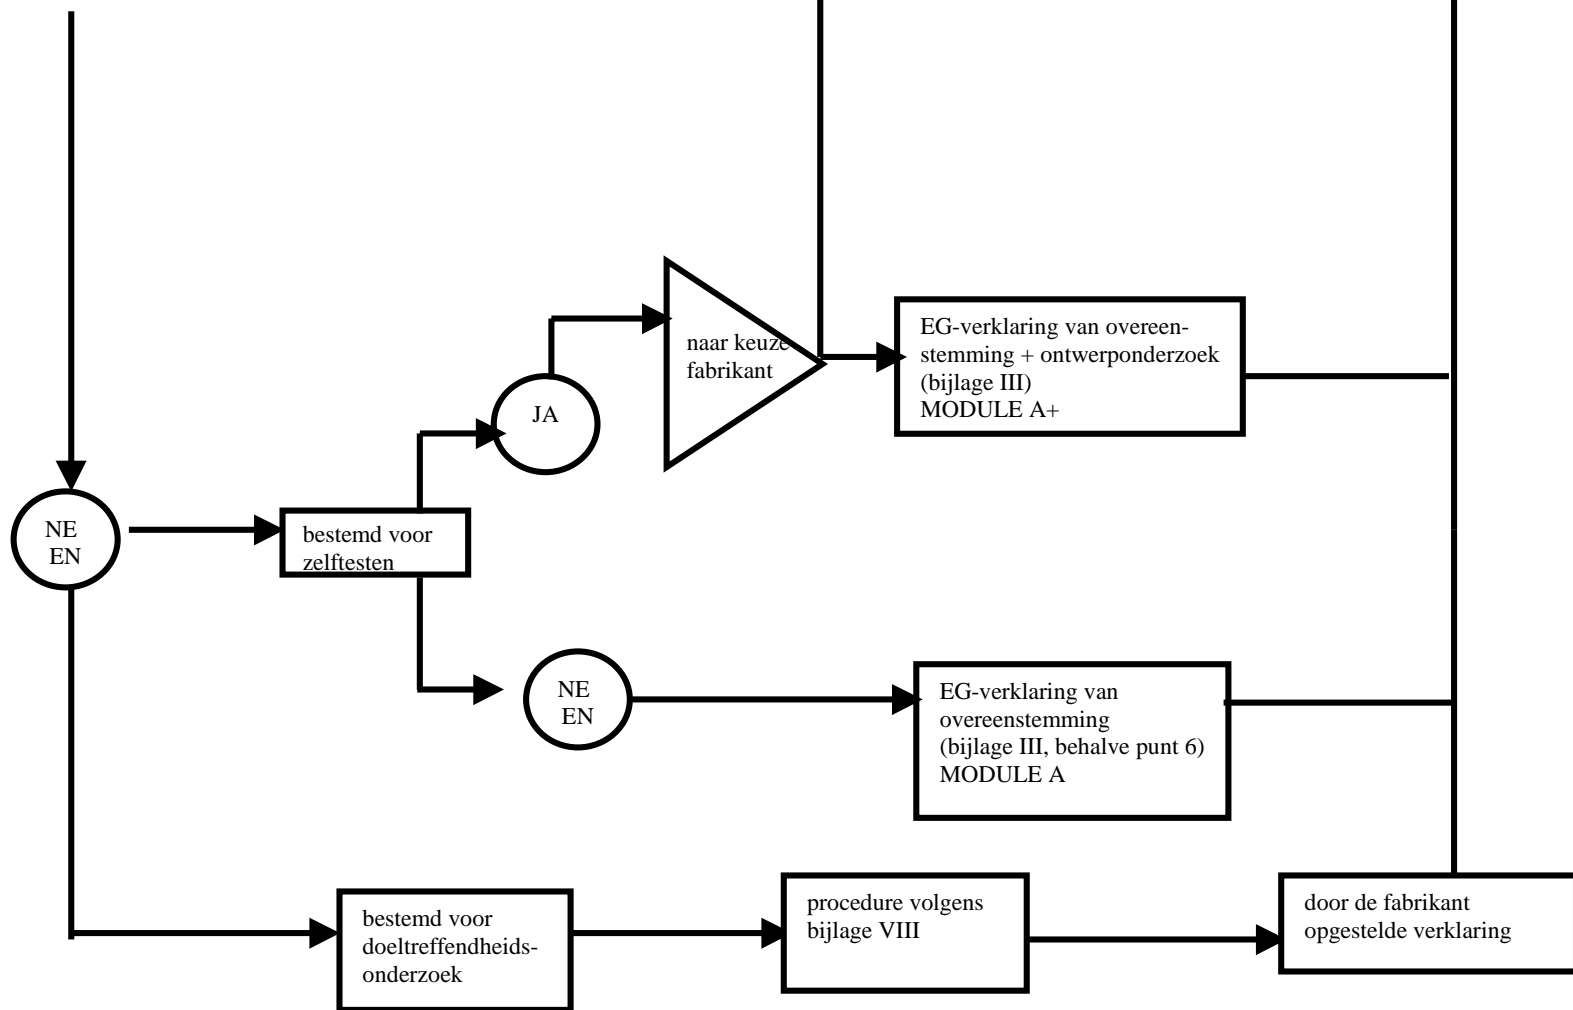 naar keuze
fabrikant
EG-verklaring van overeen-
stemming + ontwerponderzoek
(bijlage III)
MODULE A+
JA
NE
EN
bestemd voor
zelftesten
NE
EN
EG-verklaring van
overeenstemming
(bijlage III, behalve punt 6)
MODULE A
bestemd voor
doeltreffendheids-
onderzoek
procedure volgens
bijlage VIII
door de fabrikant
opgestelde verklaring